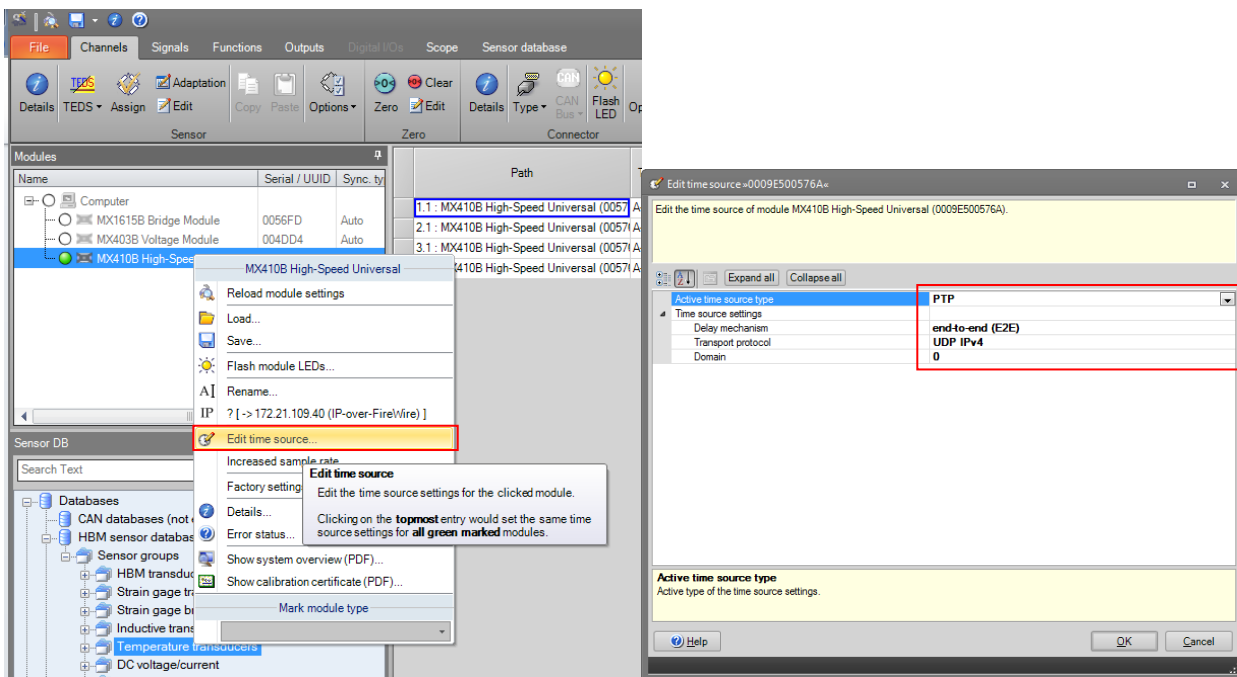 File Channels Signals Functions Outputs Digital I/Os Scope Sensor database
Details TEDS Assign Adaptation Edit Copy Paste Options Zero Clear Edit Details Type CAN Bus Flash LED
Sensor Zero Connector
Modules
Name Serial / UUID Sync. ty
Computer
MX1615B Bridge Module 0056FD Auto
MX403B Voltage Module 004DD4 Auto
MX410B High-Spee
Path
1.1 : MX410B High-Speed Universal (0057
2.1 : MX410B High-Speed Universal (0057
3.1 : MX410B High-Speed Universal (0057
410B High-Speed Universal (0057
MX410B High-Speed Universal
Reload module settings
Load...
Save...
Flash module LEDs...
Rename...
IP ? [ -> 172.21.109.40 (IP-over-FireWire) ]
Edit time source...
Increased sample rate
Factory setting
Details...
Error status...
Show system overview (PDF)...
Show calibration certificate (PDF)...
Mark module type
Edit time source
Edit the time source settings for the clicked module.
Clicking on the topmost entry would set the same time
source settings for all green marked modules.
Sensor DB
Search Text
Databases
CAN databases (not
HBM sensor databas
Sensor groups
HBM transduc
Strain gage tra
Strain gage br
Inductive trans
Temperature transducers
DC voltage/current
Edit time source »0009E500576A«
Edit the time source of module MX410B High-Speed Universal (0009E500576A).
Expand all Collapse all
Active time source type PTP
Time source settings
Delay mechanism end-to-end (E2E)
Transport protocol UDP IPv4
Domain 0
Active time source type
Active type of the time source settings.
Help OK Cancel